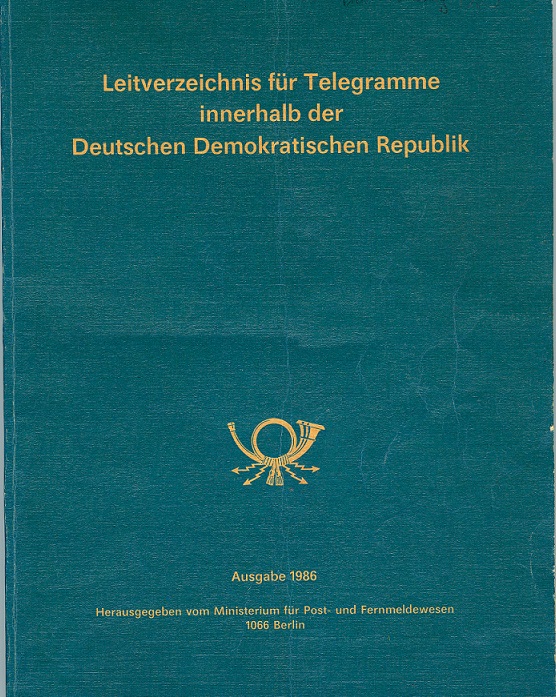 Leitverzeichnis für Telegramme
innerhalb der
Deutschen Demokratischen Republik
Ausgabe 1986
Herausgegeben vom Ministerium für Post- und Fernmeldewesen
1066 Berlin